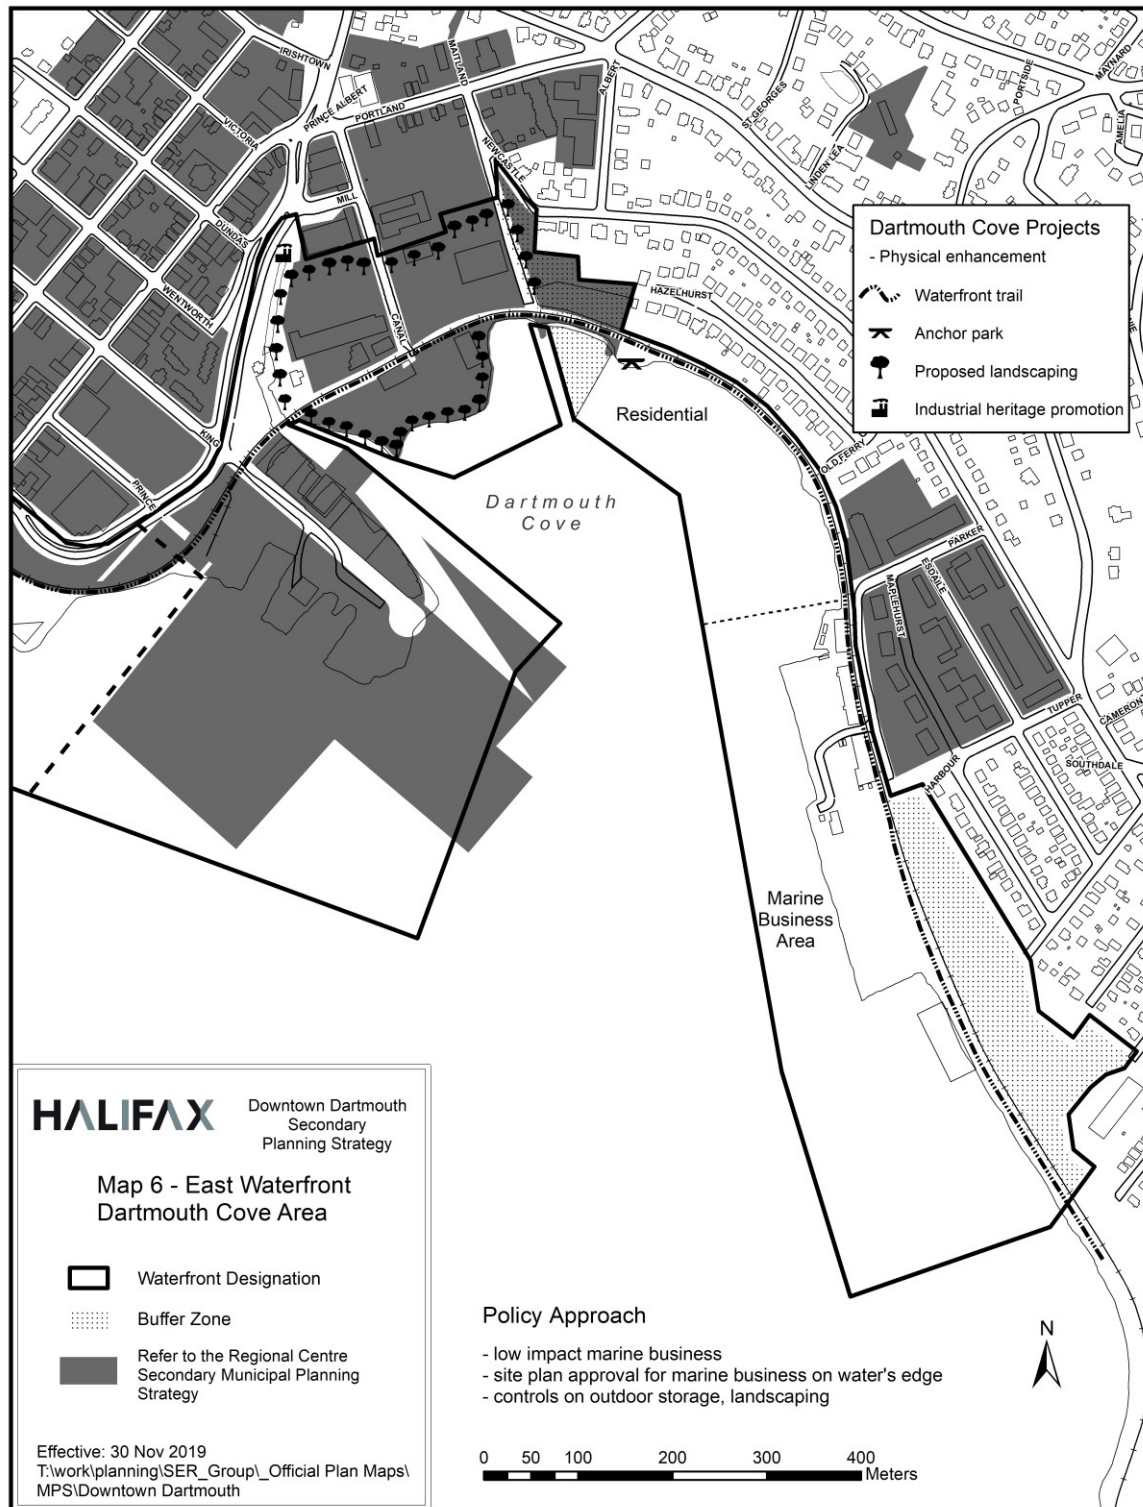 IRISHTOWN
MAITLAND
ALBERT
PRINCE ALBERT
PORTLAND
VICTORIA
ST GEORGES
PORTSIDE
MAYNARD
AMELIA
LINDEN LEA
NEWCASTLE
MILL
DUNDAS
WENTWORTH
CANAL
HAZELHURST
KING
PRINCE
OLD FERRY
PARKER
ESDAILE
MAPLEHURST
TUPPER
CAMERON
SOUTHDALE
HARBOUR
Dartmouth Cove Projects
- Physical enhancement
Waterfront trail
Anchor park
Proposed landscaping
Industrial heritage promotion
Residential
Dartmouth
Cove
Marine
Business
Area
HALIFAX
Downtown Dartmouth
Secondary
Planning Strategy
Map 6 - East Waterfront
Dartmouth Cove Area
Waterfront Designation
Buffer Zone
Refer to the Regional Centre
Secondary Municipal Planning
Strategy
Effective: 30 Nov 2019
T:\work\planning\SER_Group\_Official Plan Maps\
MPS\Downtown Dartmouth
Policy Approach
- low impact marine business
- site plan approval for marine business on water's edge
- controls on outdoor storage, landscaping
N
0 50 100 200 300 400
Meters